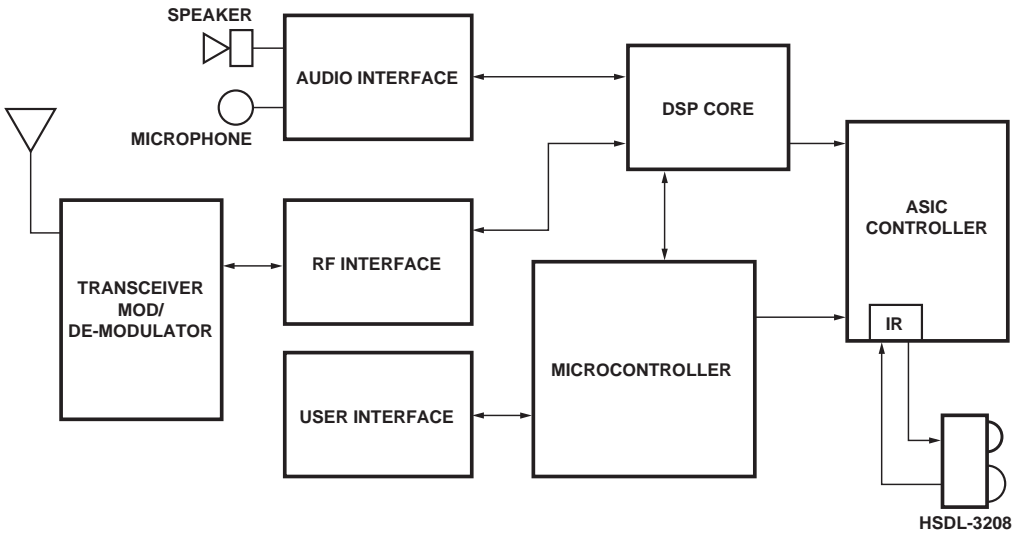 SPEAKER
AUDIO INTERFACE
MICROPHONE
DSP CORE
ASIC
CONTROLLER
RF INTERFACE
TRANSCEIVER
MOD/
DE-MODULATOR
IR
MICROCONTROLLER
USER INTERFACE
HSDL-3208